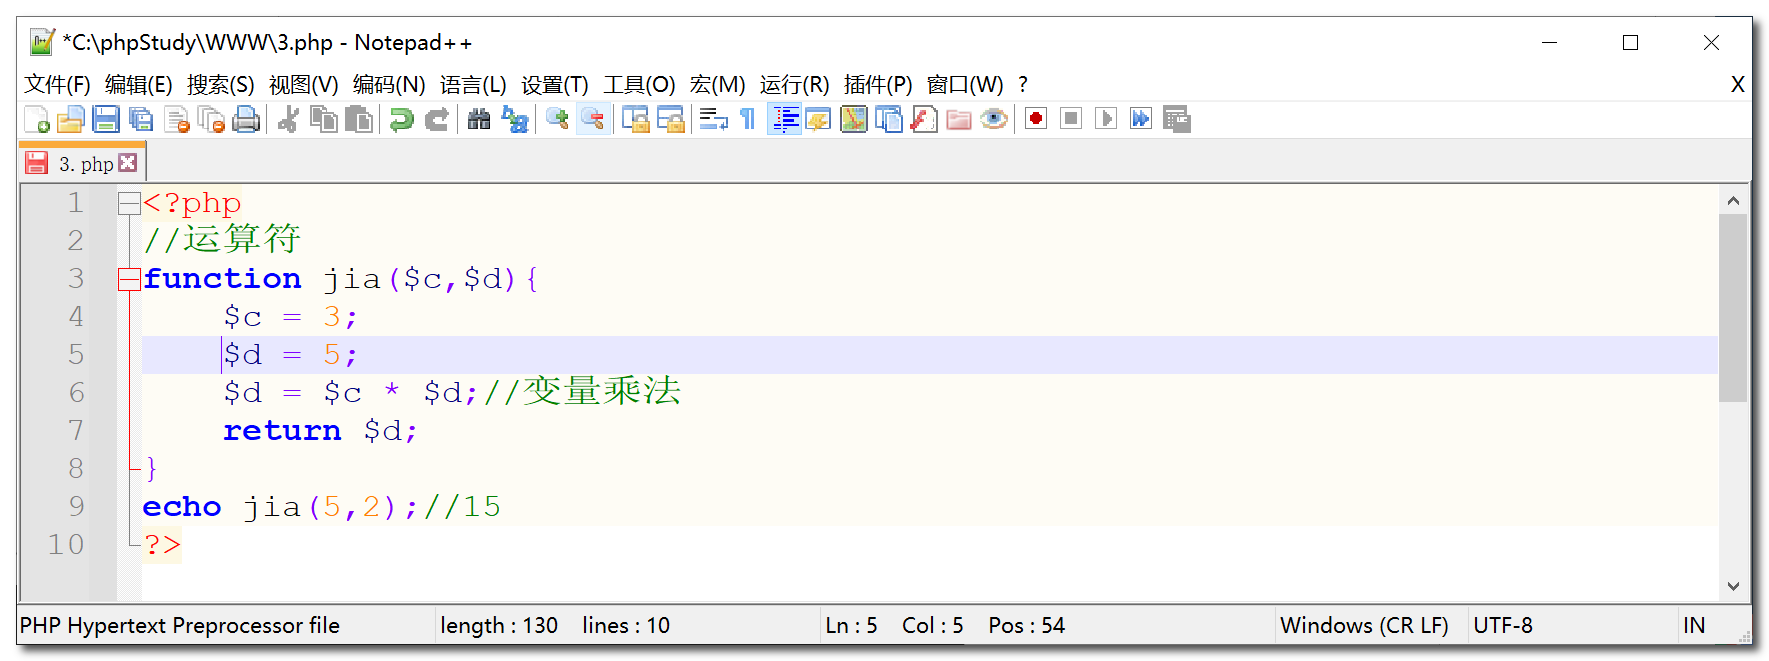 *C:\phpStudy\WWW\3.php - Notepad++
文件(F) 编辑(E) 搜索(S) 视图(V) 编码(N) 语言(L) 设置(T) 工具(O) 宏(M) 运行(R) 插件(P) 窗口(W) ? X
3. php
1 <?php
2 //运算符
3 function jia($c,$d){
4 $c = 3;
5 $d = 5;
6 $d = $c * $d;//变量乘法
7 return $d;
8 }
9 echo jia(5,2);//15
10 ?>
PHP Hypertext Preprocessor file length : 130 lines : 10 Ln : 5 Col : 5 Pos : 54 Windows (CR LF) UTF-8 IN